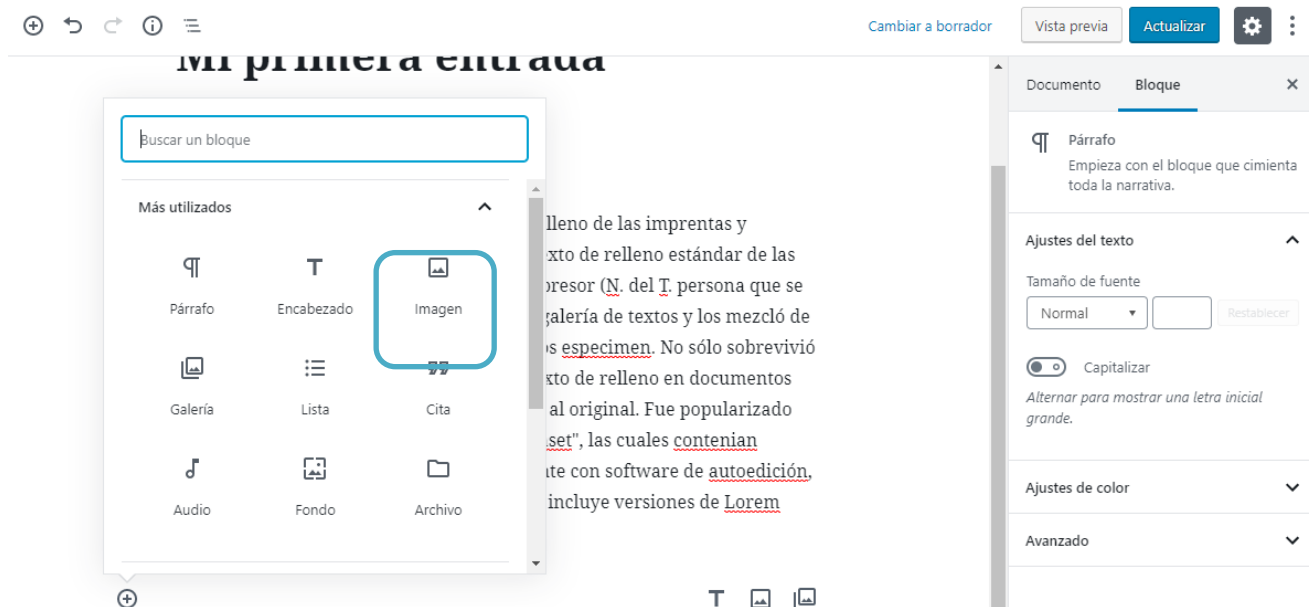 Cambiar a borrador
Vista previa
Actualizar
Mi primera entrada
Buscar un bloque
Más utilizados
Párrafo
Encabezado
Imagen
Galería
Lista
Cita
Audio
Fondo
Archivo
lleno de las imprentas y
xto de relleno estándar de las
presor (N. del T. persona que se
galería de textos y los mezcló de
s especimen. No sólo sobrevivió
xto de relleno en documentos
al original. Fue popularizado
set", las cuales contenian
te con software de autoedición,
incluye versiones de Lorem
Documento
Bloque
Párrafo
Empieza con el bloque que cimienta
toda la narrativa.
Ajustes del texto
Tamaño de fuente
Normal
Restablecer
Capitalizar
Alternar para mostrar una letra inicial
grande.
Ajustes de color
Avanzado